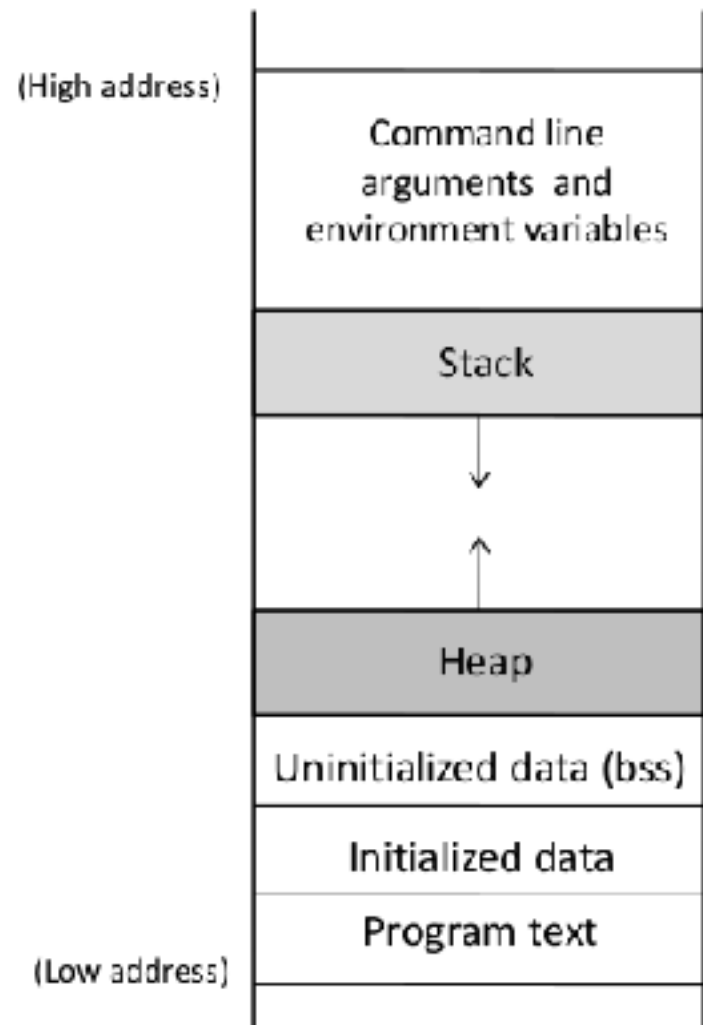 (High address)
Command line
arguments and
environment variables
Stack
Heap
Uninitialized data (bss)
Initialized data
Program text
(Low address)